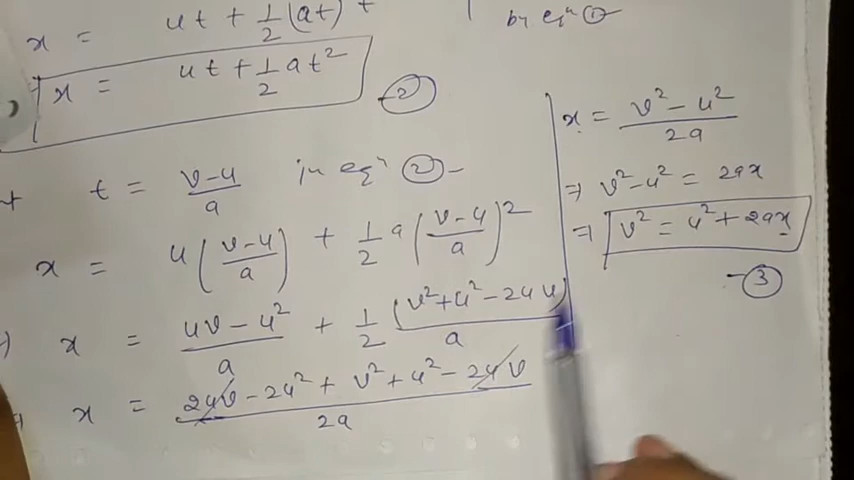 x = ut + 1/2 (at) t
x = ut + 1/2 at² ②
t = (v-u)/a in eqⁿ ② -
x = u((v-u)/a) + 1/2 a((v-u)/a)²
x = (uv - u²)/a + 1/2 (v² + u² - 2uv)/a
⇒ x = (2uv - 2u² + v² + u² - 2uv)/2a
by eqⁿ ①
x = (v² - u²)/2a
⇒ v² - u² = 2ax
⇒ v² = u² + 2ax
- ③